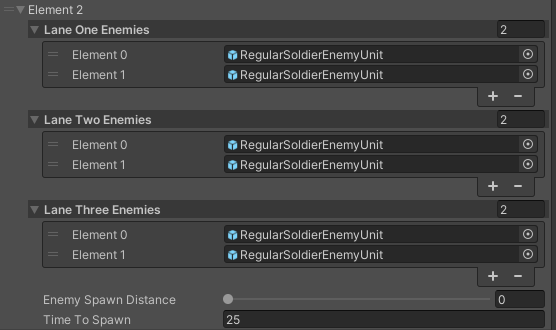 Element 2
Lane One Enemies 2
Element 0 RegularSoldierEnemyUnit
Element 1 RegularSoldierEnemyUnit
Lane Two Enemies 2
Element 0 RegularSoldierEnemyUnit
Element 1 RegularSoldierEnemyUnit
Lane Three Enemies 2
Element 0 RegularSoldierEnemyUnit
Element 1 RegularSoldierEnemyUnit
Enemy Spawn Distance 0
Time To Spawn 25